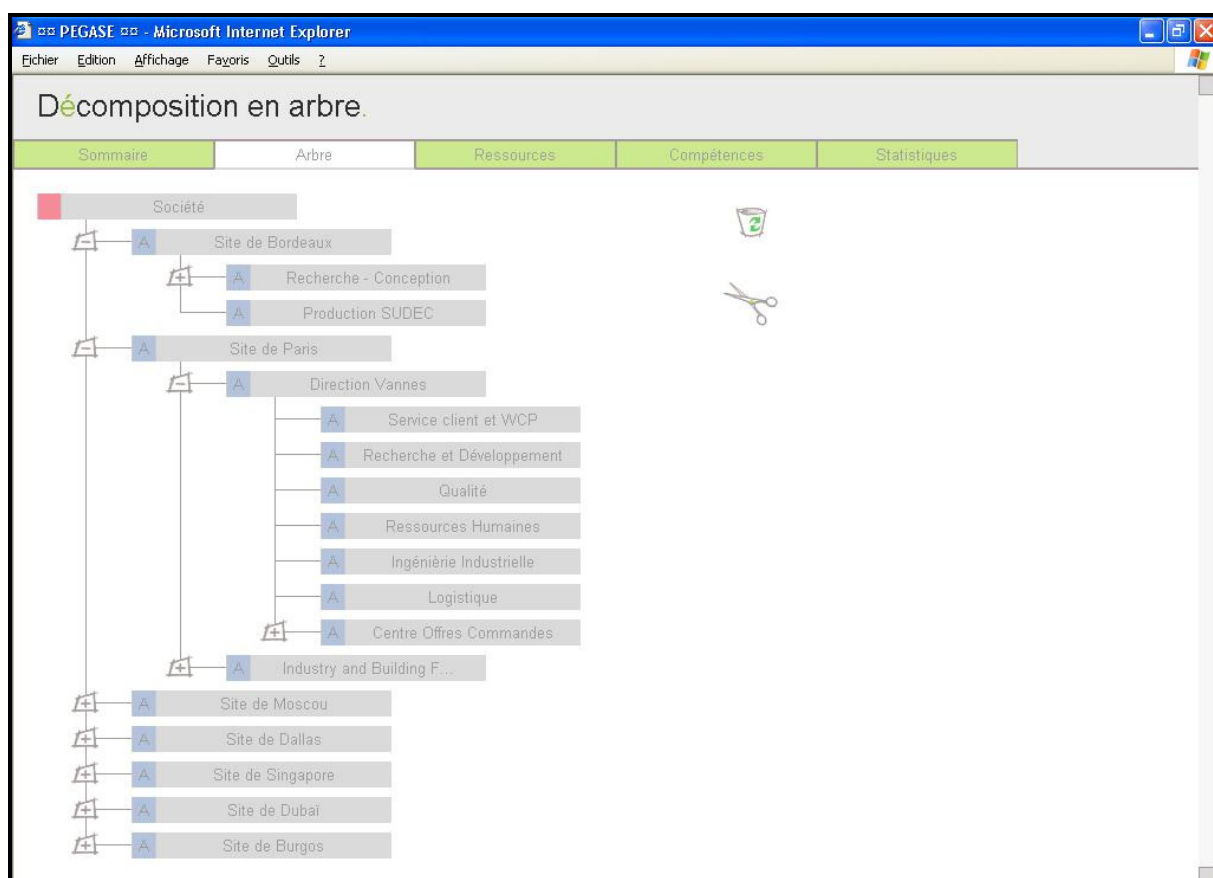 ¤¤ PEGASE ¤¤ - Microsoft Internet Explorer
Fichier Edition Affichage Favoris Outils ?
Décomposition en arbre.
Sommaire Arbre Ressources Compétences Statistiques
Société
A Site de Bordeaux
A Recherche - Conception
A Production SUDEC
A Site de Paris
A Direction Vannes
A Service client et WCP
A Recherche et Développement
A Qualité
A Ressources Humaines
A Ingénièrie Industrielle
A Logistique
A Centre Offres Commandes
A Industry and Building F...
A Site de Moscou
A Site de Dallas
A Site de Singapore
A Site de Dubaï
A Site de Burgos